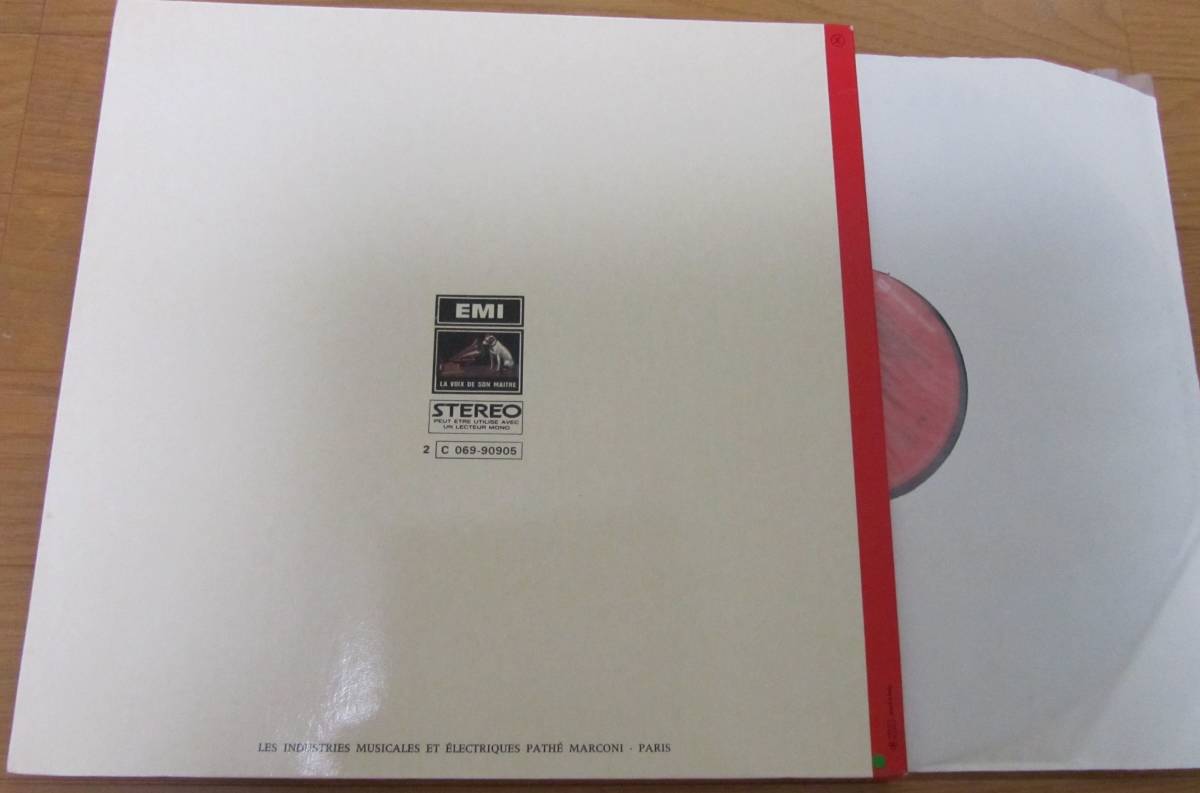 EMI
LA VOIX DE SON MAITRE
STEREO
PEUT ETRE UTILISE AVEC
UN LECTEUR MONO
2 C 069-90905
LES INDUSTRIES MUSICALES ET ÉLECTRIQUES PATHÉ MARCONI · PARIS